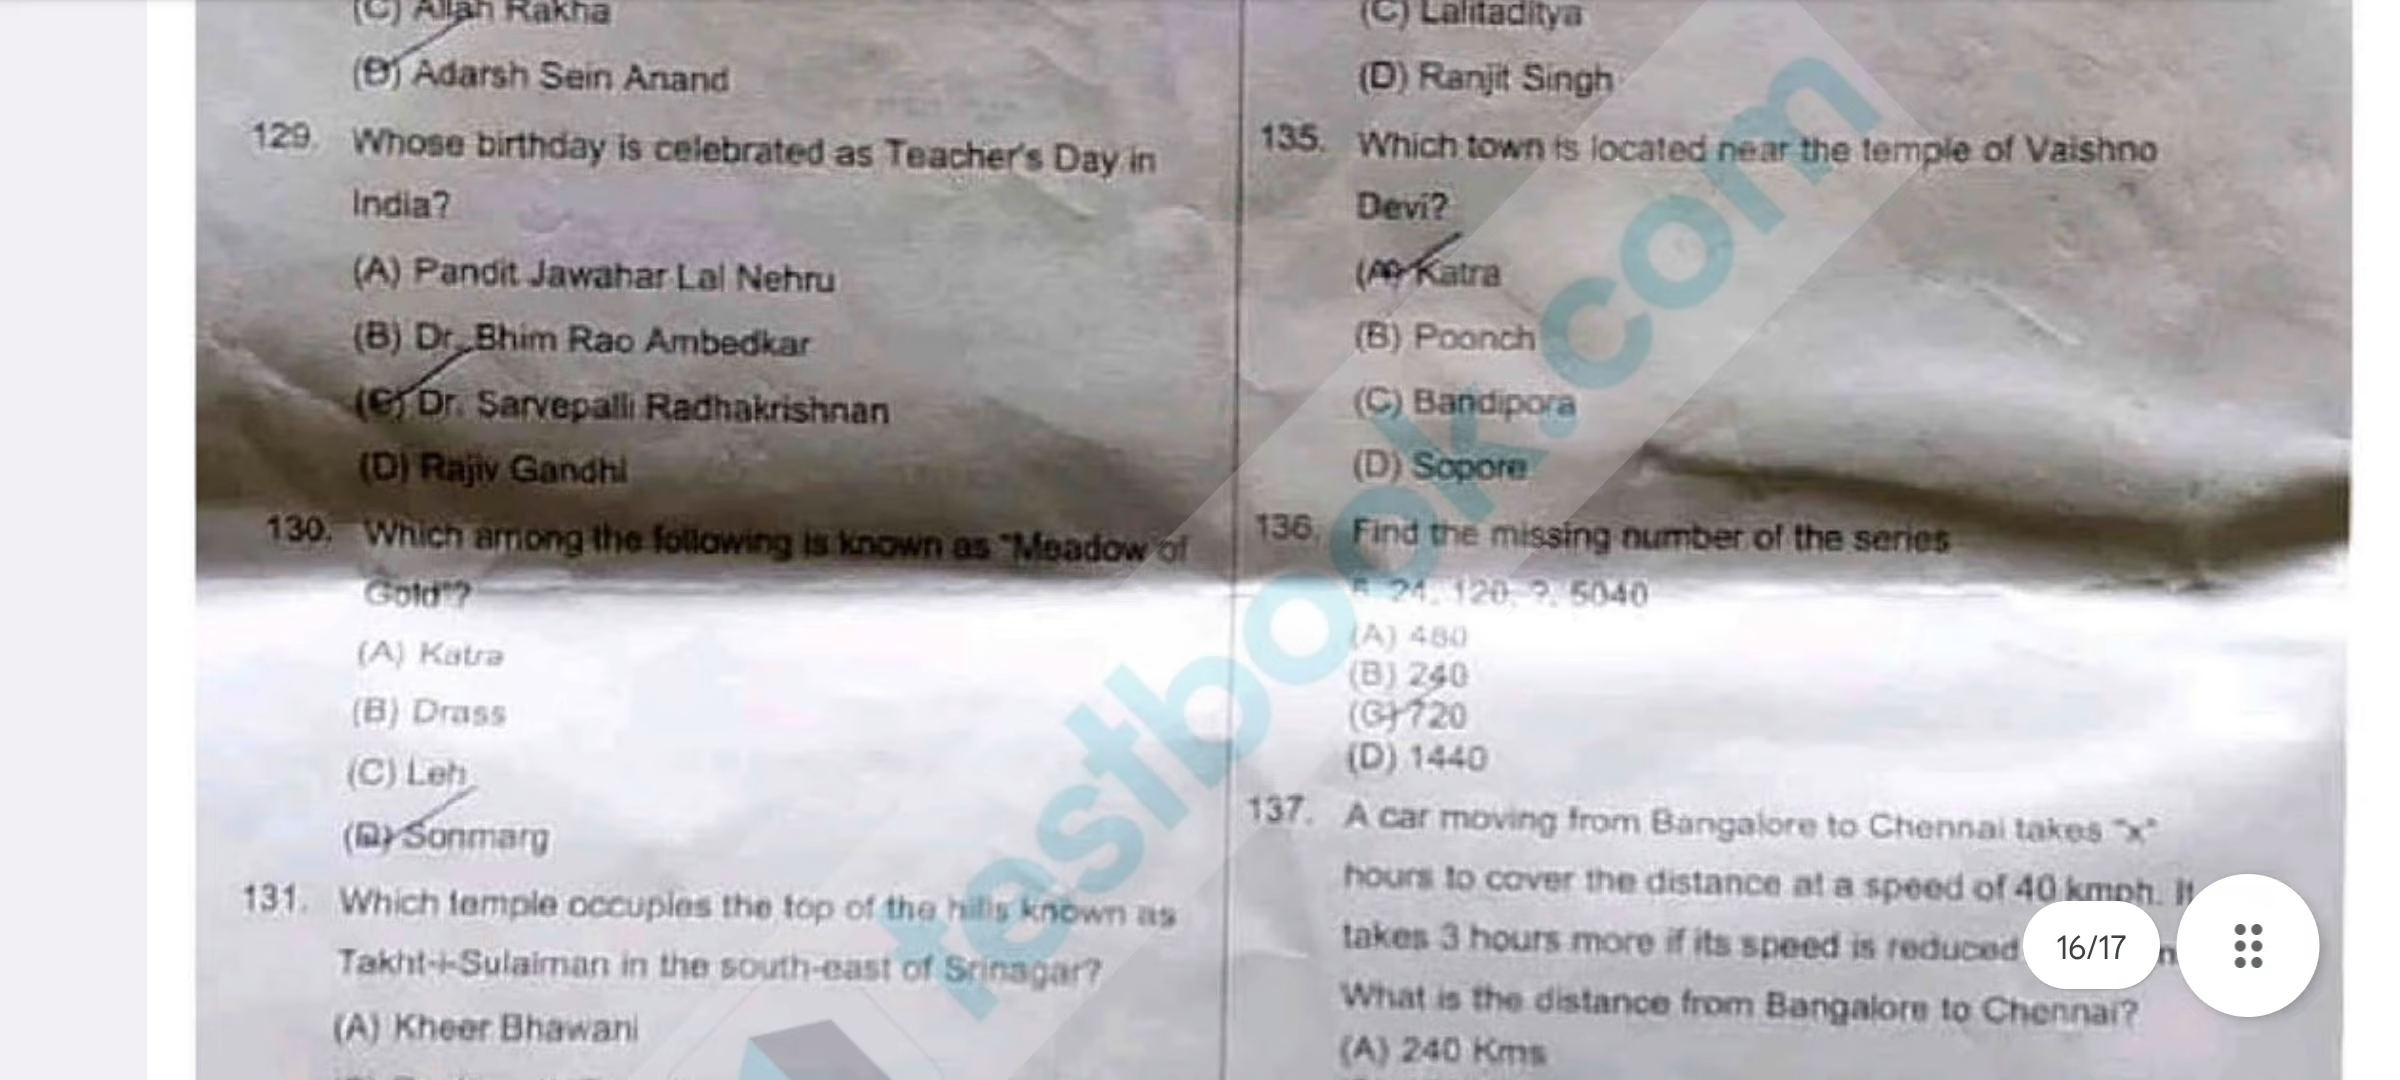 (C) Allah Rakha
(D) Adarsh Sein Anand
129. Whose birthday is celebrated as Teacher's Day in
India?
(A) Pandit Jawahar Lal Nehru
(B) Dr. Bhim Rao Ambedkar
(C) Dr. Sarvepalli Radhakrishnan
(D) Rajiv Gandhi
130. Which among the following is known as "Meadow of
Gold"?
(A) Katra
(B) Drass
(C) Leh
(D) Sonmarg
131. Which temple occupies the top of the hills known as
Takht-i-Sulaiman in the south-east of Srinagar?
(A) Kheer Bhawani
(C) Lalitaditya
(D) Ranjit Singh
135. Which town is located near the temple of Vaishno
Devi?
(A) Katra
(B) Poonch
(C) Bandipora
(D) Sopore
136. Find the missing number of the series
24, 120, ?, 5040
(A) 480
(B) 240
(C) 720
(D) 1440
137. A car moving from Bangalore to Chennai takes "x"
hours to cover the distance at a speed of 40 kmph. It
takes 3 hours more if its speed is reduced
What is the distance from Bangalore to Chennai?
(A) 240 Kms
16/17
testbook.com